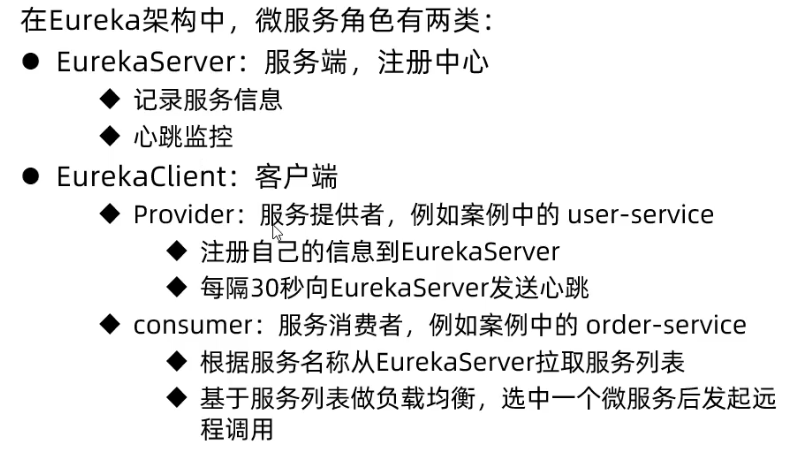 在Eureka架构中，微服务角色有两类：
● EurekaServer：服务端，注册中心
◆ 记录服务信息
◆ 心跳监控
● EurekaClient：客户端
◆ Provider：服务提供者，例如案例中的 user-service
◆ 注册自己的信息到EurekaServer
◆ 每隔30秒向EurekaServer发送心跳
◆ consumer：服务消费者，例如案例中的 order-service
◆ 根据服务名称从EurekaServer拉取服务列表
◆ 基于服务列表做负载均衡，选中一个微服务后发起远
程调用